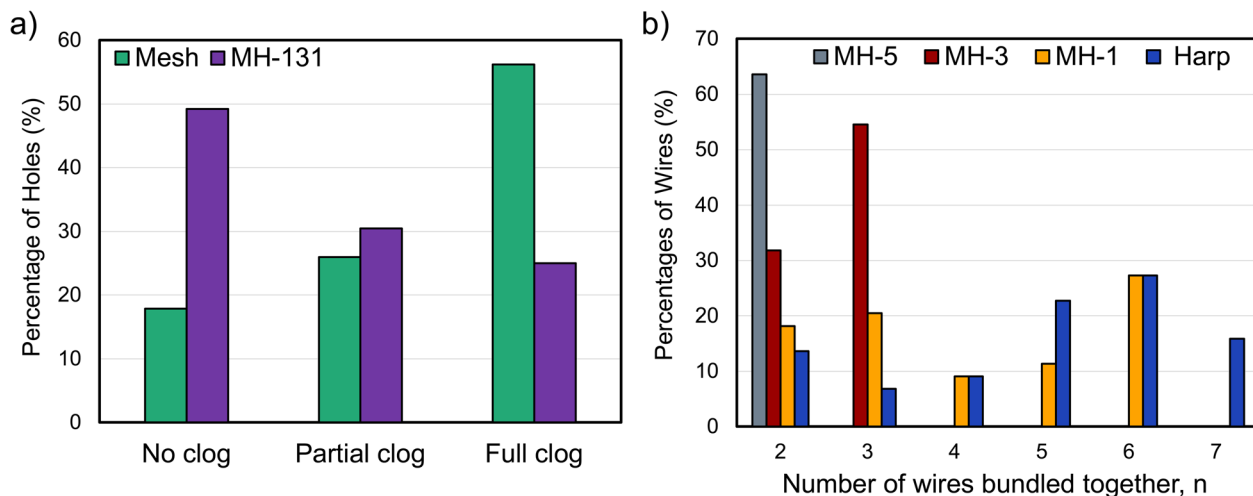 a)
Percentage of Holes (%)
60
50
40
30
20
10
0
Mesh MH-131
No clog Partial clog Full clog
b)
Percentages of Wires (%)
70
60
50
40
30
20
10
0
MH-5 MH-3 MH-1 Harp
2 3 4 5 6 7
Number of wires bundled together, n